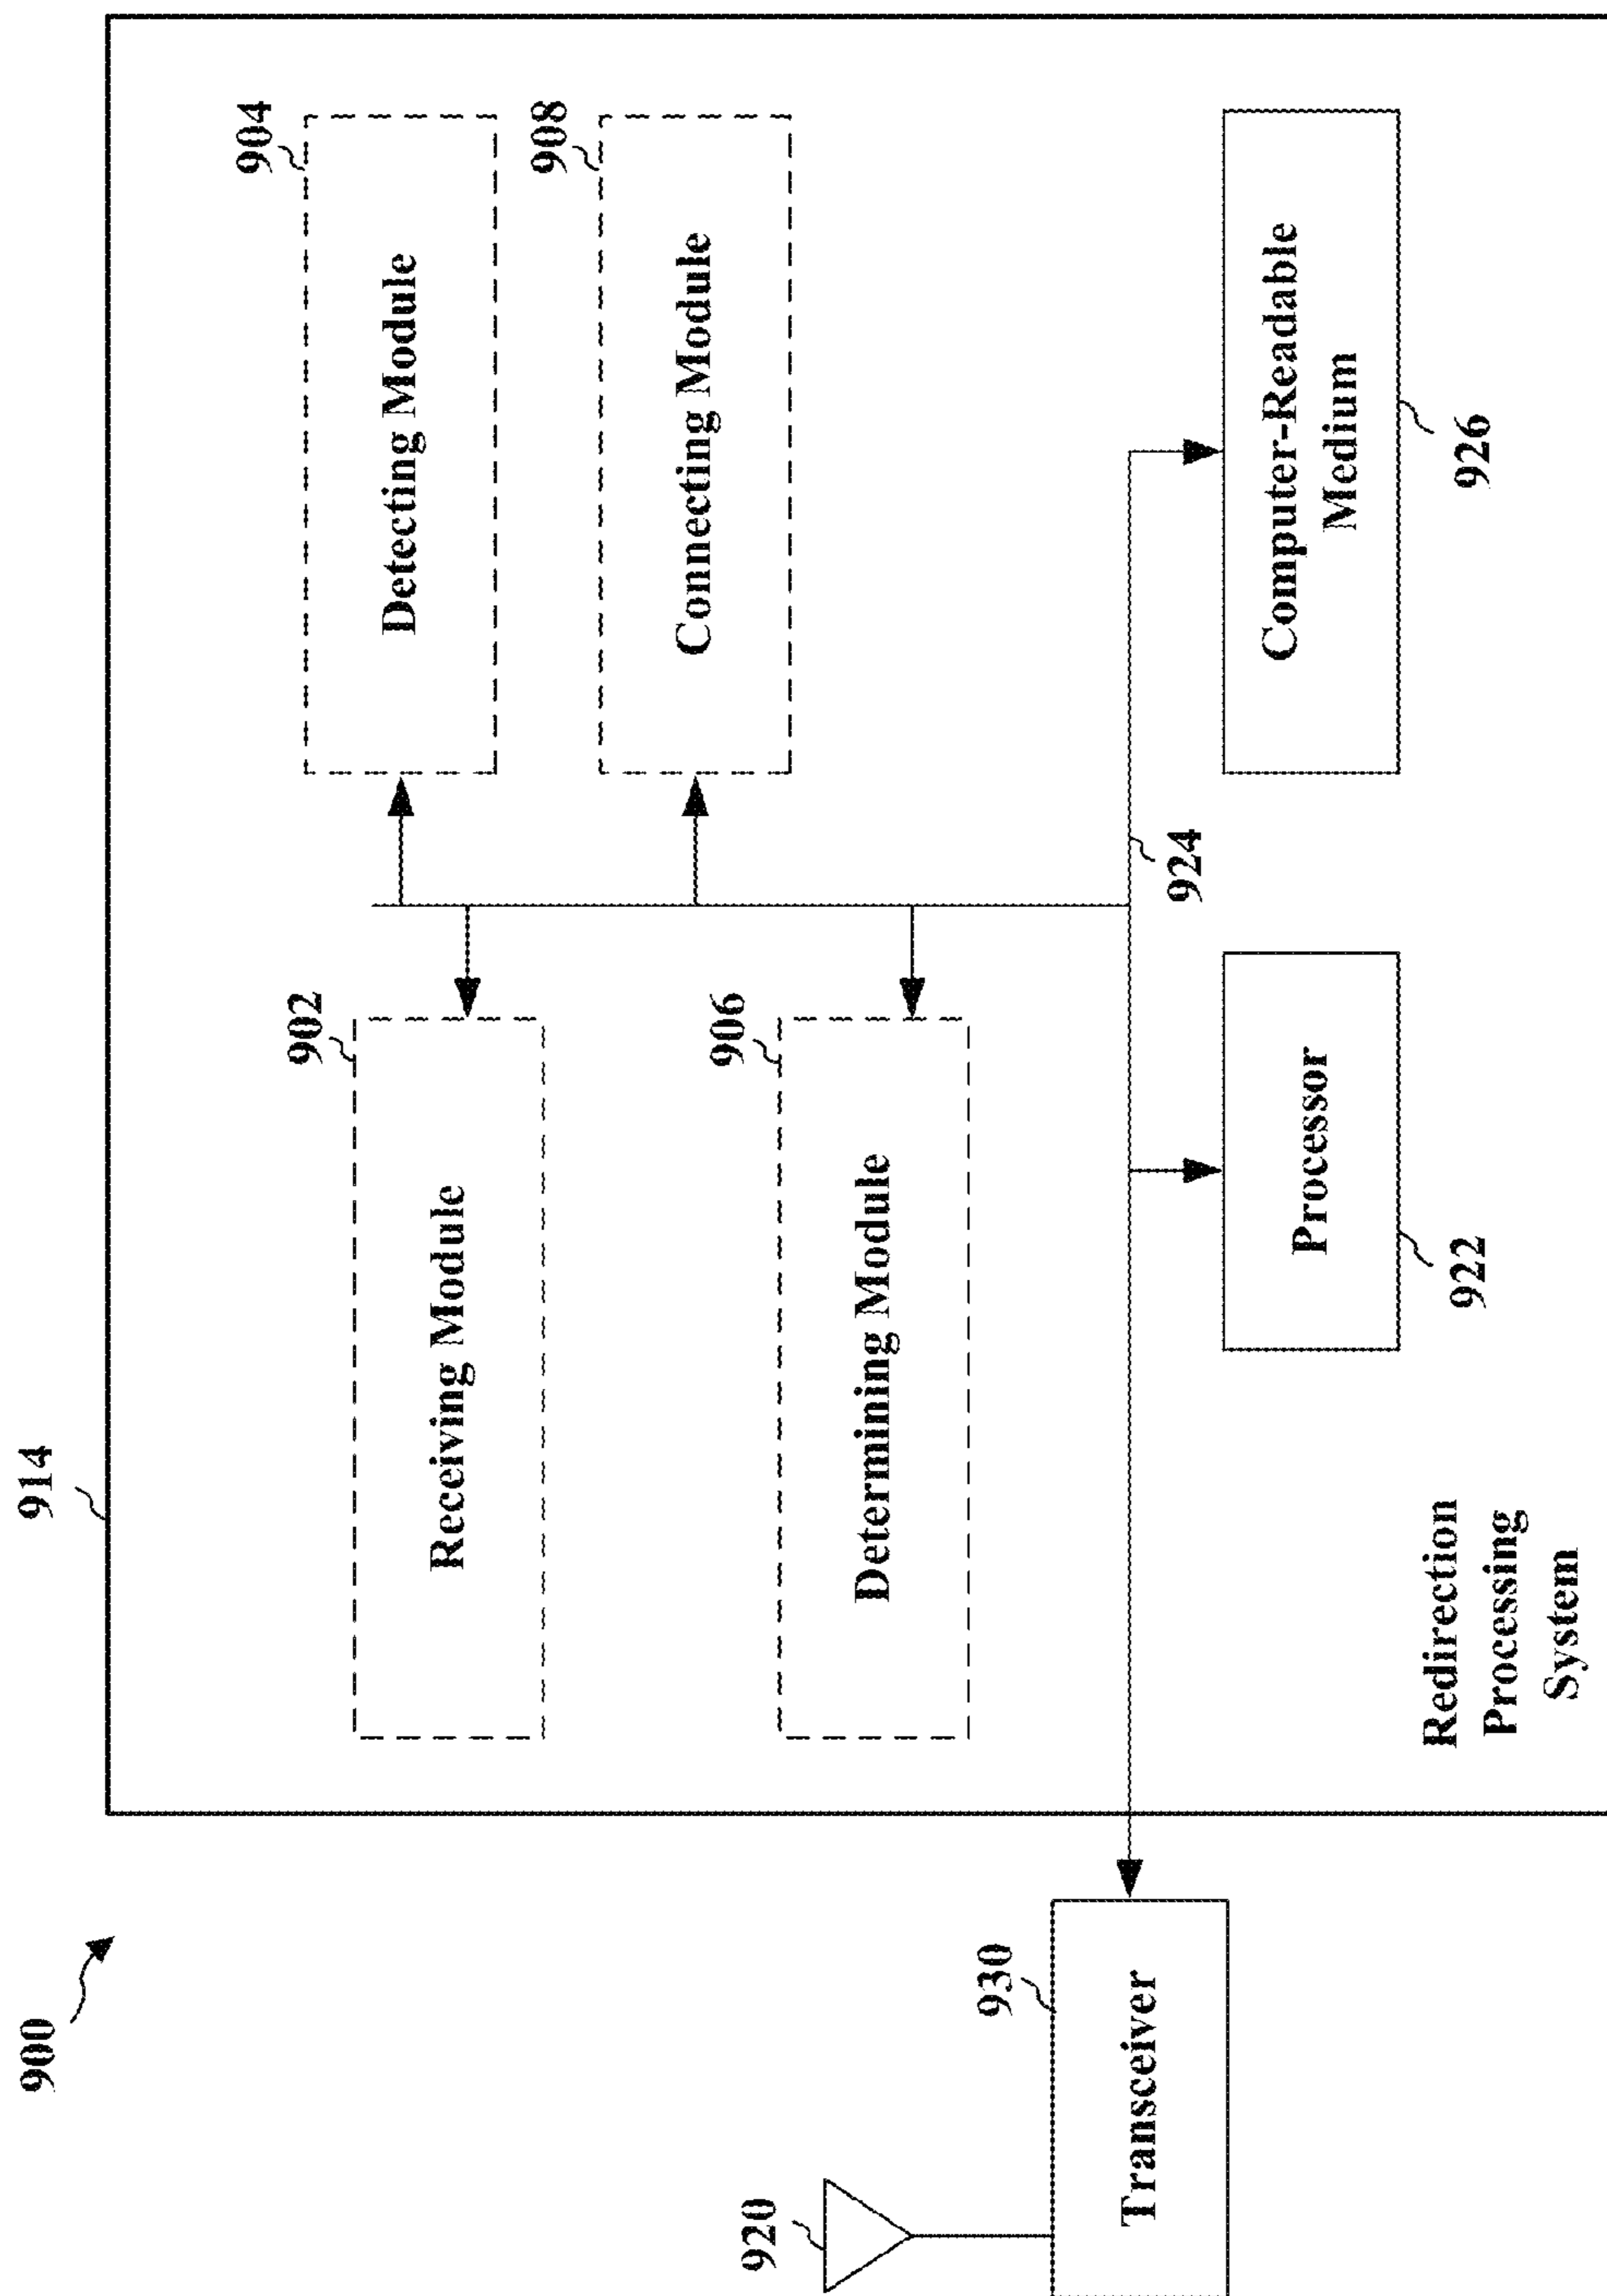 900
914
902
Receiving Module
904
Detecting Module
906
Determining Module
908
Connecting Module
920
930
Transceiver
924
Processor
922
Computer-Readable
Medium
926
Redirection
Processing
System